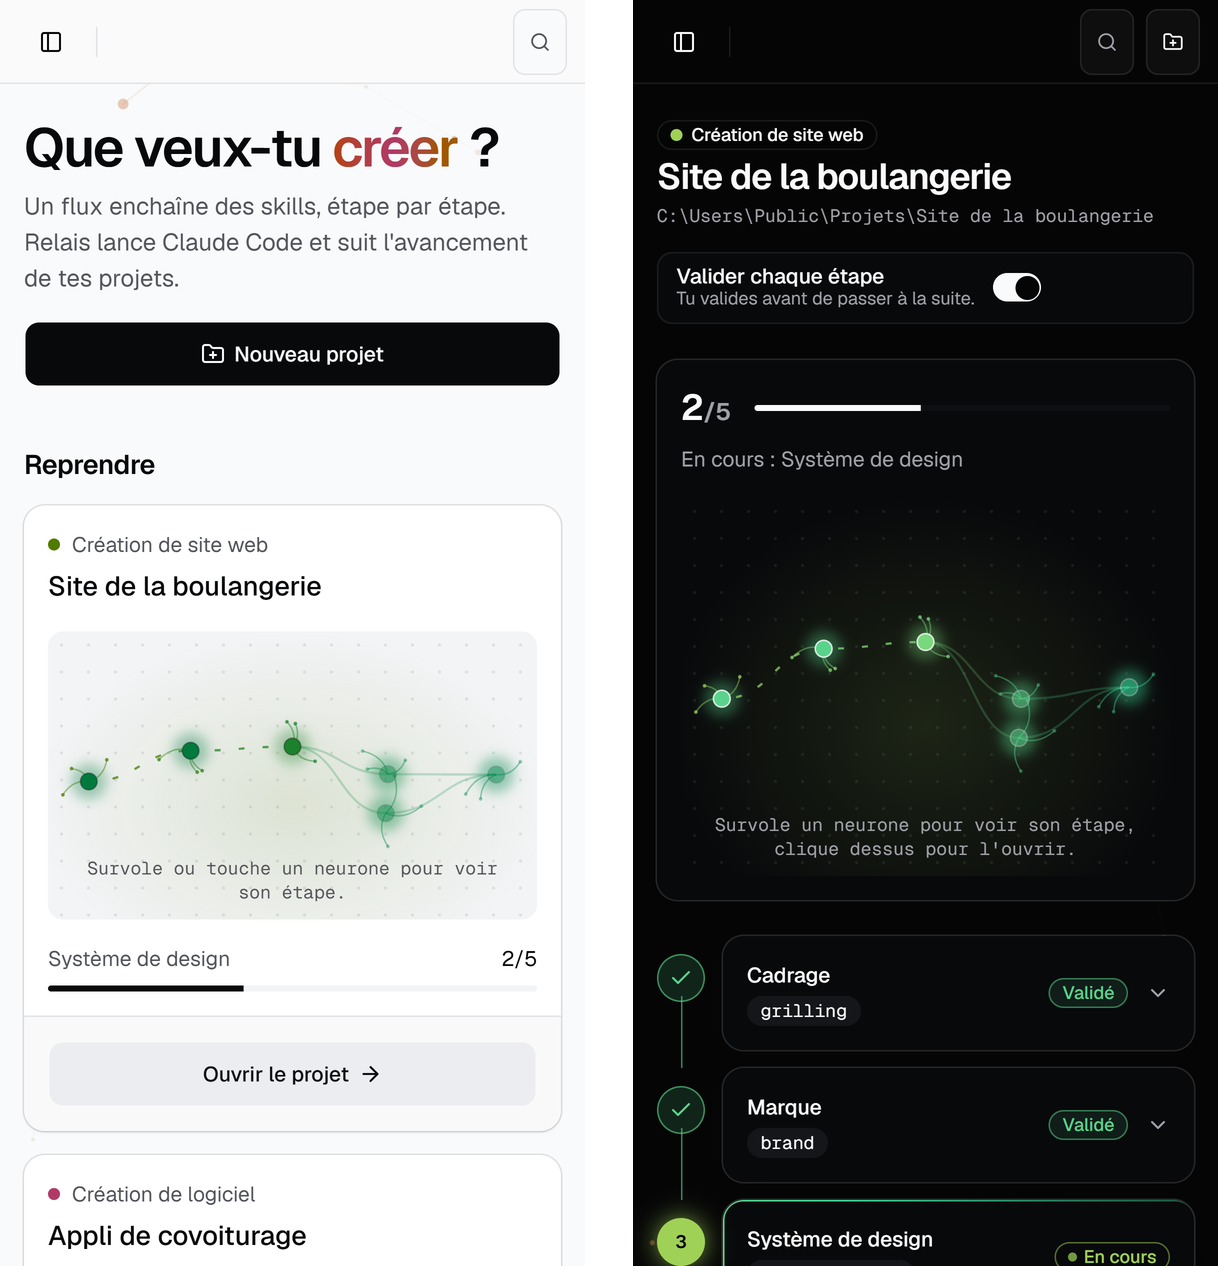 Que veux-tu créer ?
Un flux enchaîne des skills, étape par étape.
Relais lance Claude Code et suit l'avancement
de tes projets.
Nouveau projet
Reprendre
Création de site web
Site de la boulangerie
Survole ou touche un neurone pour voir
son étape.
Système de design 2/5
Ouvrir le projet
Création de logiciel
Appli de covoiturage
Création de site web
Site de la boulangerie
C:\Users\Public\Projets\Site de la boulangerie
Valider chaque étape
Tu valides avant de passer à la suite.
2/5
En cours : Système de design
Survole un neurone pour voir son étape,
clique dessus pour l'ouvrir.
Cadrage
grilling
Validé
Marque
brand
Validé
3
Système de design
En cours